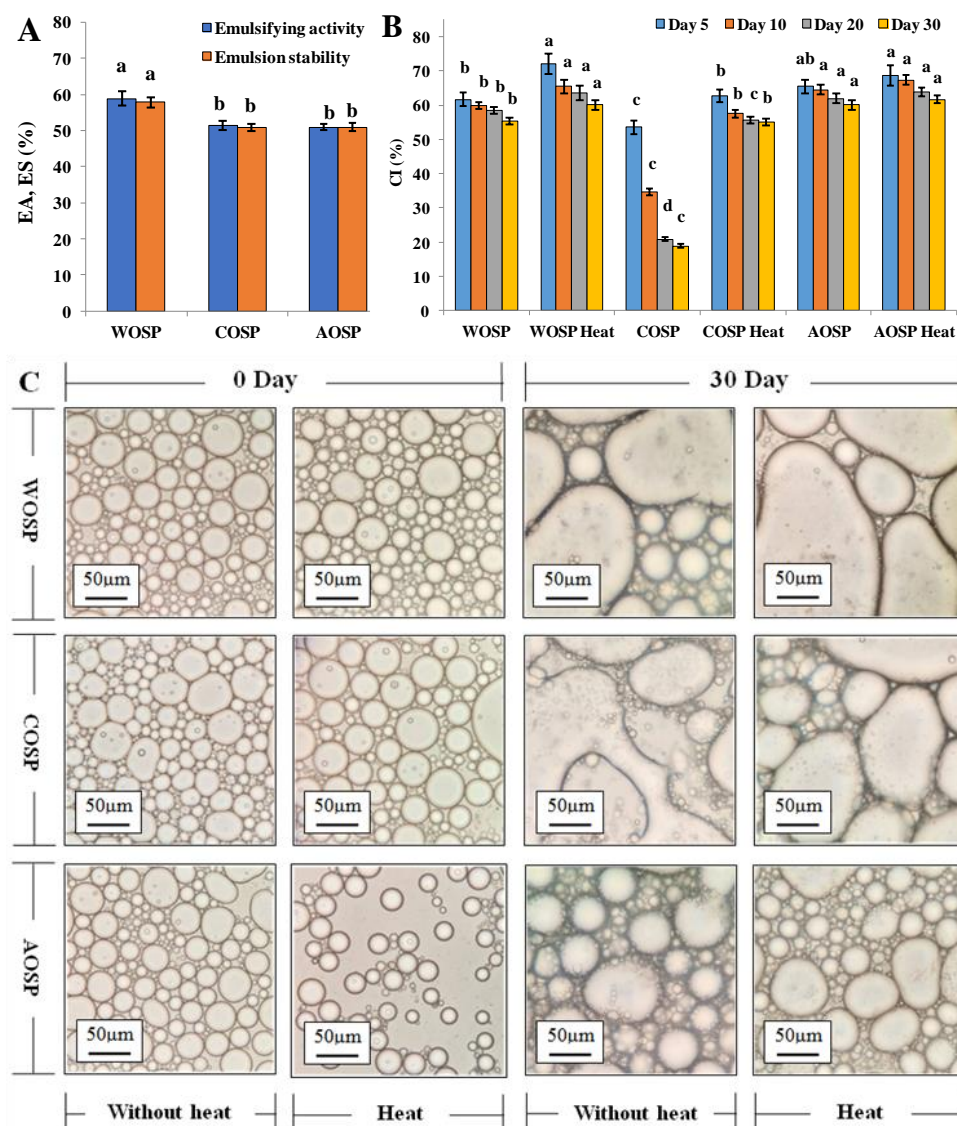 A
80
70
60
50
40
30
20
10
0
EA, ES (%)
Emulsifying activity
Emulsion stability
a a
b b
b b
WOSP COSP AOSP
B
Day 5 Day 10 Day 20 Day 30
80
70
60
50
40
30
20
10
0
CI (%)
b b b b
a a a a
c c d c
b b c b
ab a a a
a a a a
WOSP WOSP Heat COSP COSP Heat AOSP AOSP Heat
C
0 Day 30 Day
WOSP
50μm 50μm 50μm 50μm
COSP
50μm 50μm 50μm 50μm
AOSP
50μm 50μm 50μm 50μm
Without heat Heat Without heat Heat